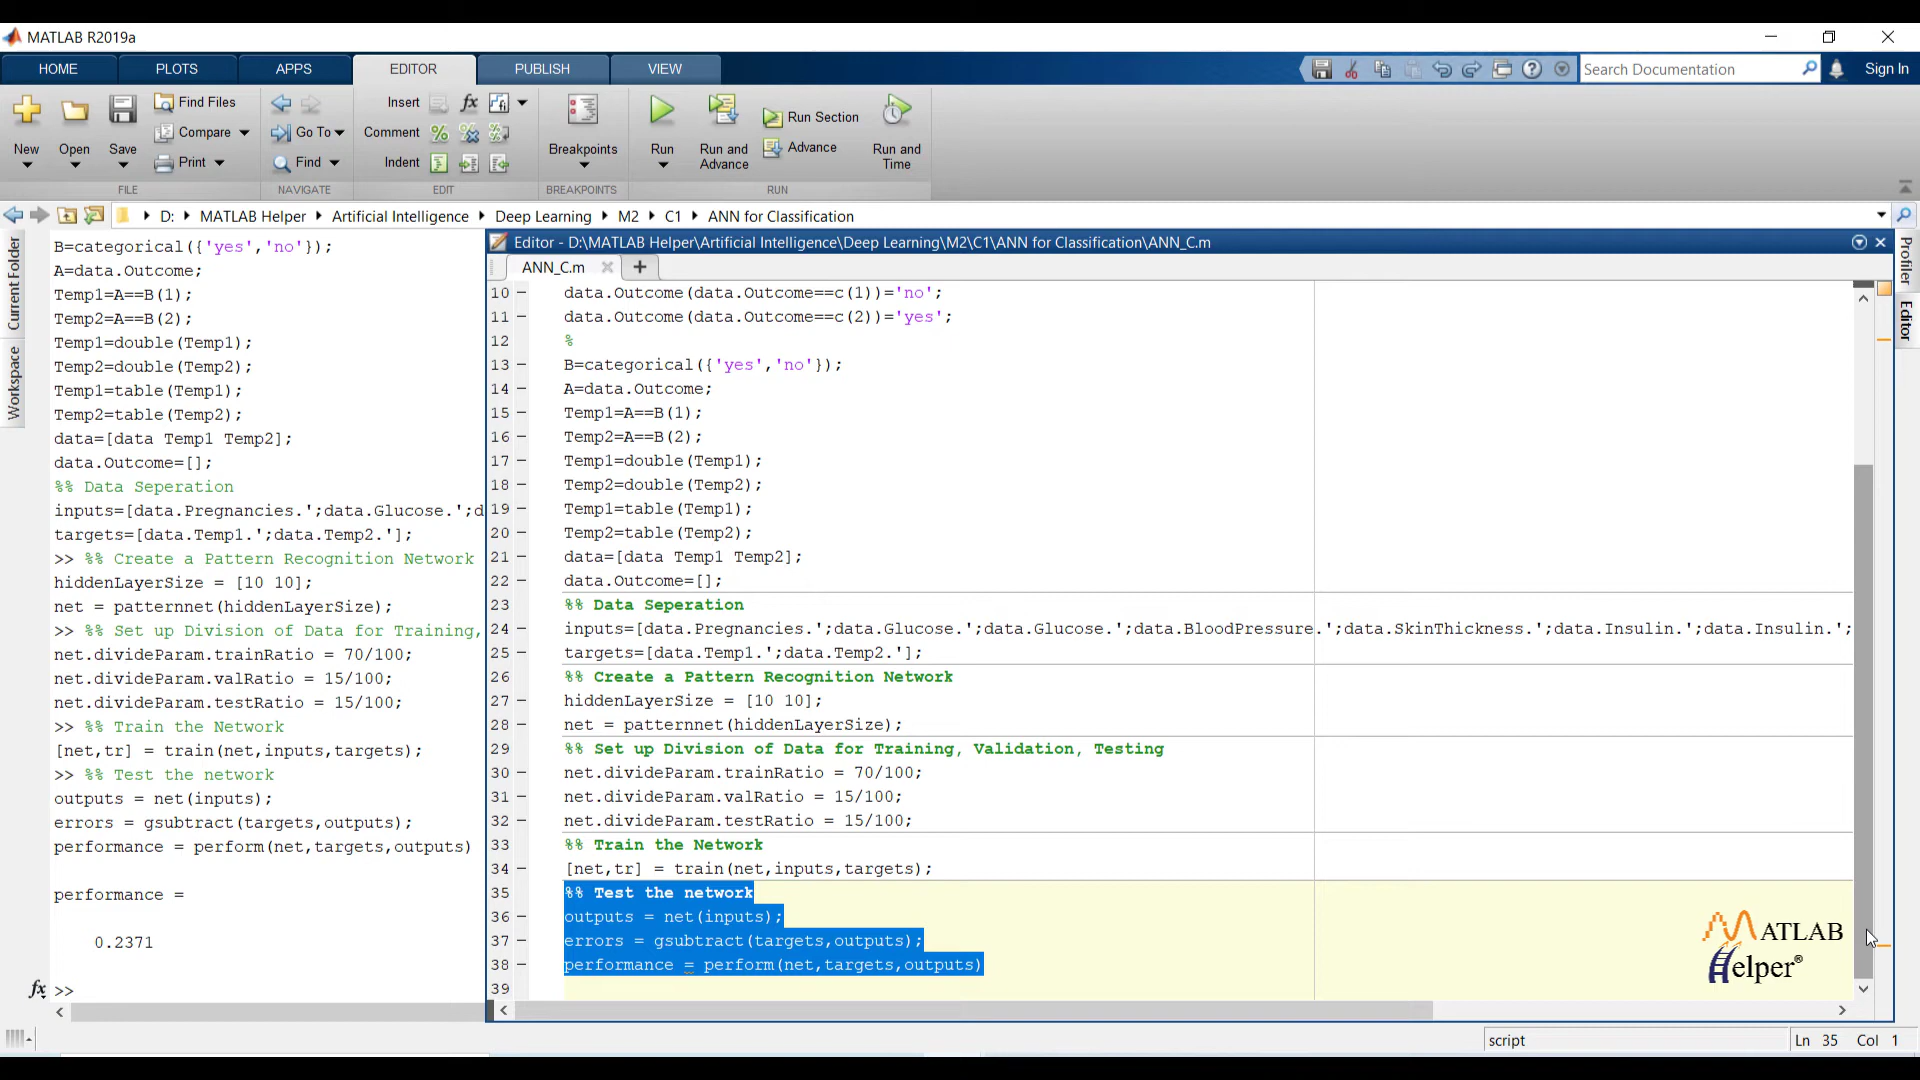 MATLAB R2019a
HOME PLOTS APPS EDITOR PUBLISH VIEW
Search Documentation
Sign In
New Open Save
Find Files
Compare
Print
FILE
Go To
Find
NAVIGATE
Insert
Comment
Indent
EDIT
Breakpoints
BREAKPOINTS
Run
Run and Advance
Run Section
Advance
Run and Time
RUN
D: MATLAB Helper Artificial Intelligence Deep Learning M2 C1 ANN for Classification
Current Folder
Workspace
B=categorical({'yes','no'});
A=data.Outcome;
Temp1=A==B(1);
Temp2=A==B(2);
Temp1=double(Temp1);
Temp2=double(Temp2);
Temp1=table(Temp1);
Temp2=table(Temp2);
data=[data Temp1 Temp2];
data.Outcome=[];
%% Data Seperation
inputs=[data.Pregnancies.';data.Glucose.';d
targets=[data.Temp1.';data.Temp2.'];
>> %% Create a Pattern Recognition Network
hiddenLayerSize = [10 10];
net = patternnet(hiddenLayerSize);
>> %% Set up Division of Data for Training,
net.divideParam.trainRatio = 70/100;
net.divideParam.valRatio = 15/100;
net.divideParam.testRatio = 15/100;
>> %% Train the Network
[net,tr] = train(net,inputs,targets);
>> %% Test the network
outputs = net(inputs);
errors = gsubtract(targets,outputs);
performance = perform(net,targets,outputs)
performance =
0.2371
fx >>
Editor - D:\MATLAB Helper\Artificial Intelligence\Deep Learning\M2\C1\ANN for Classification\ANN_C.m
ANN_C.m
10 – data.Outcome(data.Outcome==c(1))='no';
11 – data.Outcome(data.Outcome==c(2))='yes';
12 %
13 – B=categorical({'yes','no'});
14 – A=data.Outcome;
15 – Temp1=A==B(1);
16 – Temp2=A==B(2);
17 – Temp1=double(Temp1);
18 – Temp2=double(Temp2);
19 – Temp1=table(Temp1);
20 – Temp2=table(Temp2);
21 – data=[data Temp1 Temp2];
22 – data.Outcome=[];
23 %% Data Seperation
24 – inputs=[data.Pregnancies.';data.Glucose.';data.Glucose.';data.BloodPressure.';data.SkinThickness.';data.Insulin.';data.Insulin.';
25 – targets=[data.Temp1.';data.Temp2.'];
26 %% Create a Pattern Recognition Network
27 – hiddenLayerSize = [10 10];
28 – net = patternnet(hiddenLayerSize);
29 %% Set up Division of Data for Training, Validation, Testing
30 – net.divideParam.trainRatio = 70/100;
31 – net.divideParam.valRatio = 15/100;
32 – net.divideParam.testRatio = 15/100;
33 %% Train the Network
34 – [net,tr] = train(net,inputs,targets);
35 %% Test the network
36 – outputs = net(inputs);
37 – errors = gsubtract(targets,outputs);
38 – performance = perform(net,targets,outputs)
39
MATLAB
Helper®
Profiler
Editor
script
Ln 35 Col 1